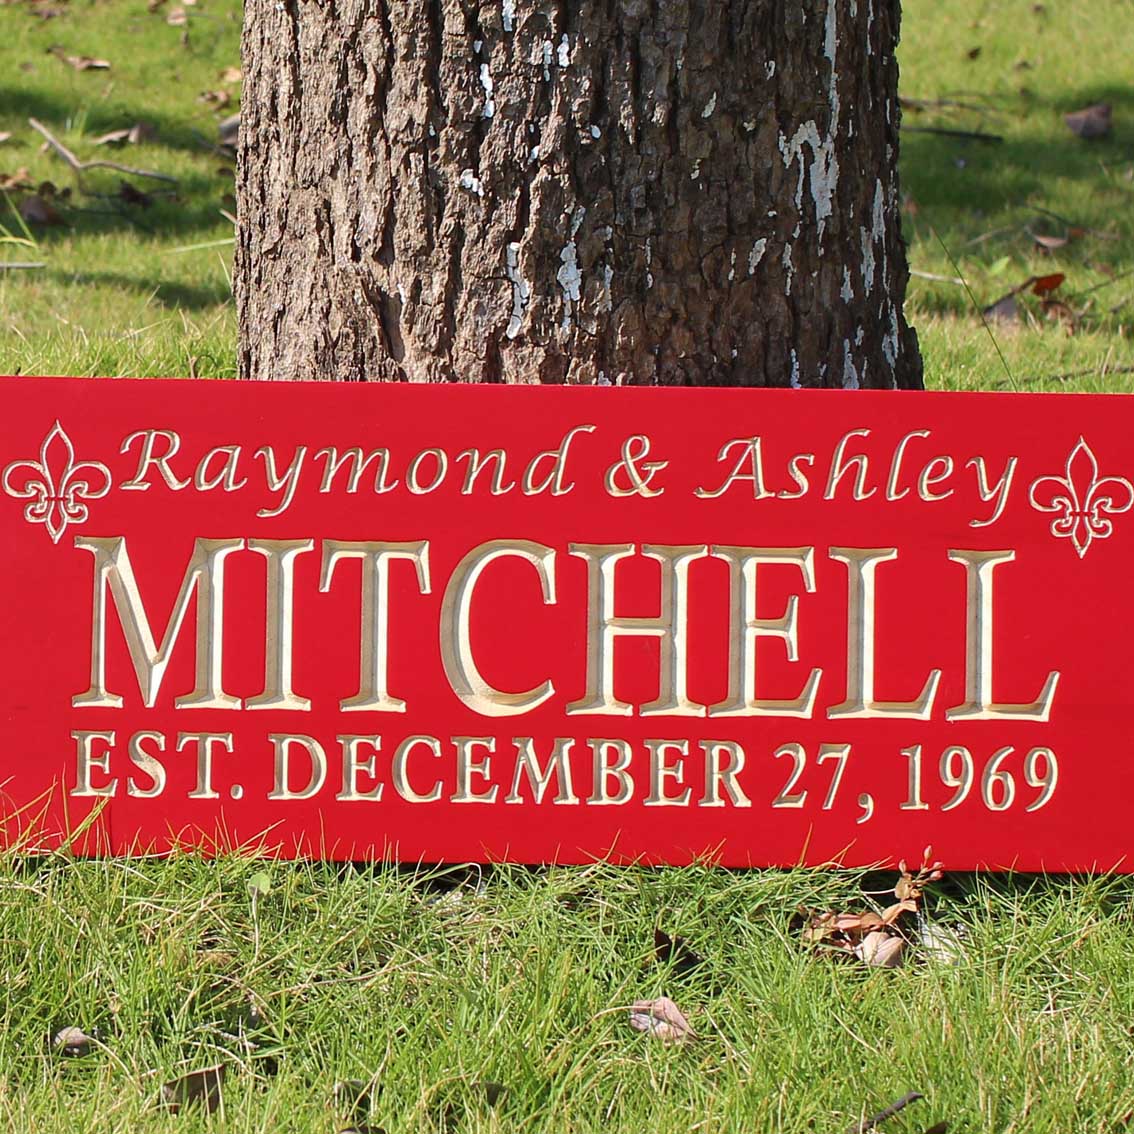 Raymond & Ashley
MITCHELL
EST. DECEMBER 27, 1969